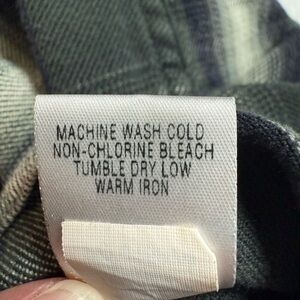 MACHINE WASH COLD
NON-CHLORINE BLEACH
TUMBLE DRY LOW
WARM IRON